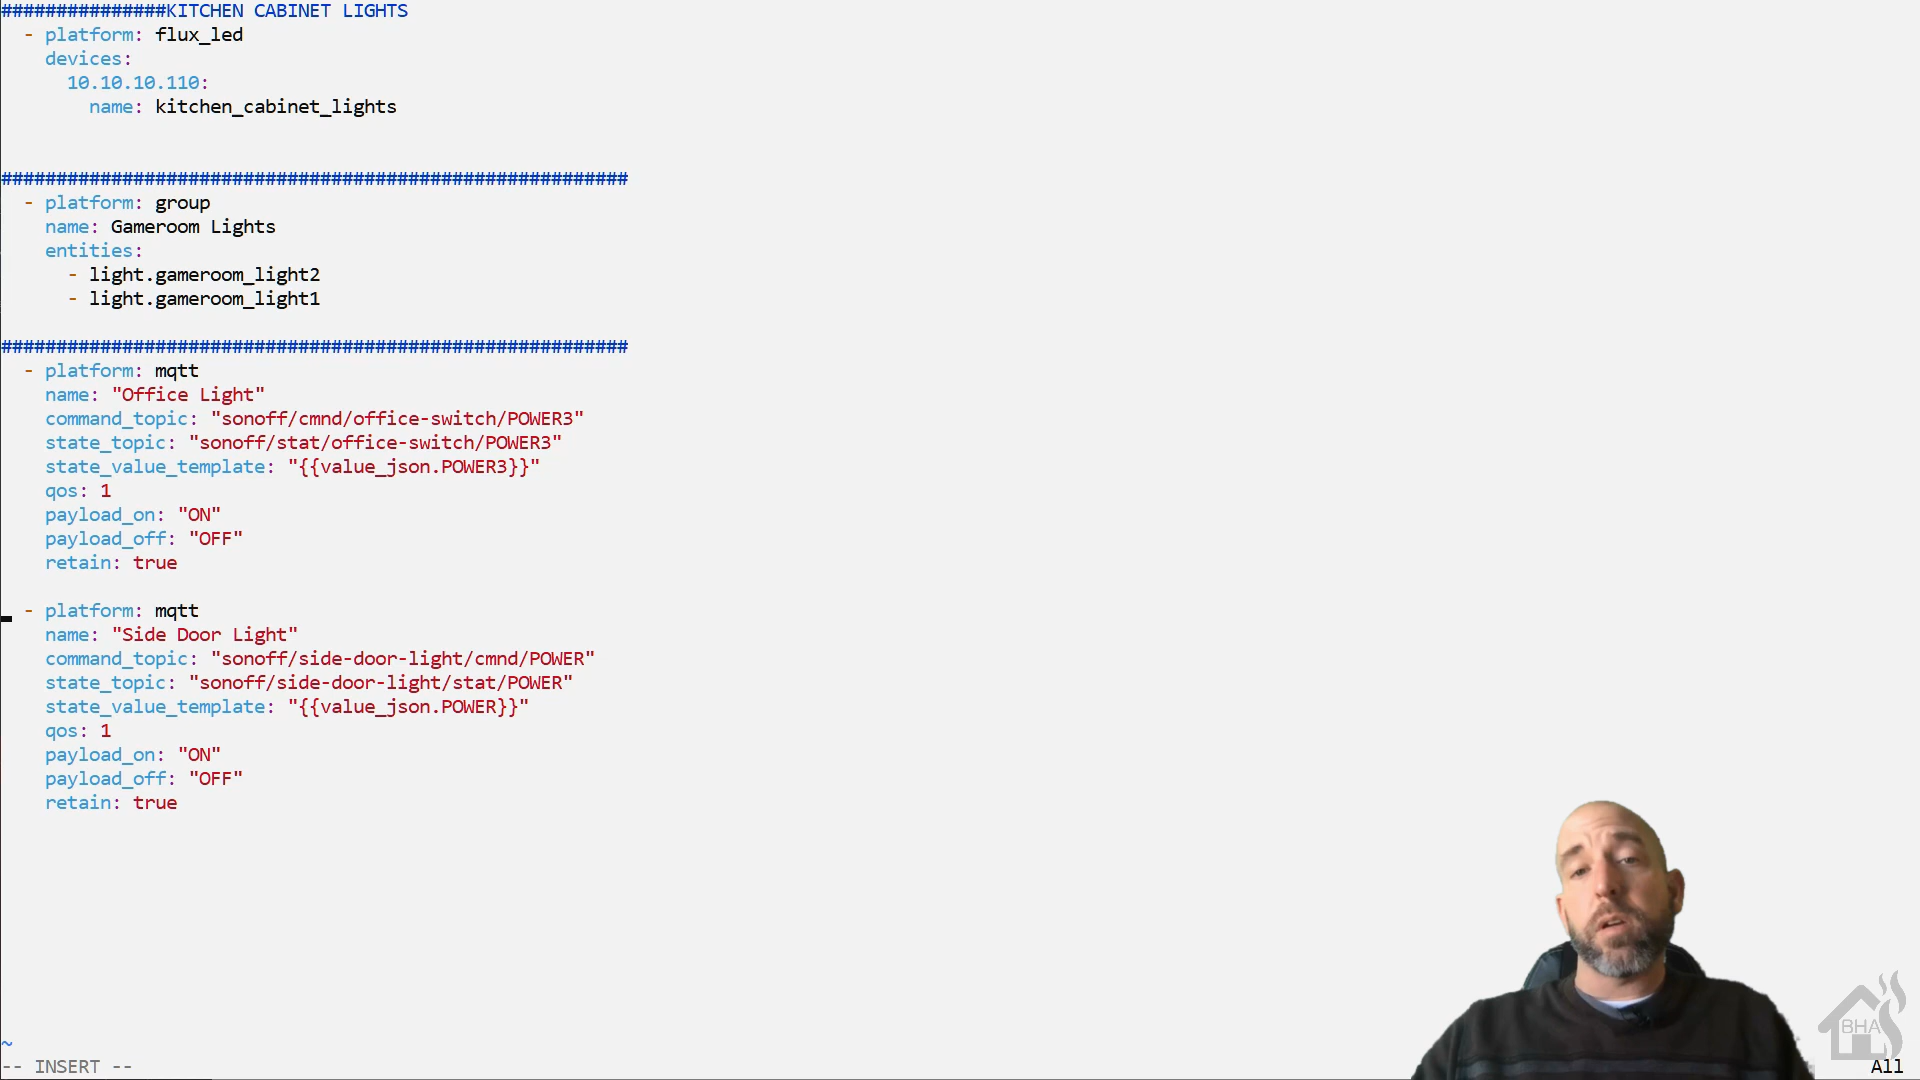 ###############KITCHEN CABINET LIGHTS
  - platform: flux_led
    devices:
      10.10.10.110:
        name: kitchen_cabinet_lights
#########################################################
  - platform: group
    name: Gameroom Lights
    entities:
      - light.gameroom_light2
      - light.gameroom_light1
#########################################################
  - platform: mqtt
    name: "Office Light"
    command_topic: "sonoff/cmnd/office-switch/POWER3"
    state_topic: "sonoff/stat/office-switch/POWER3"
    state_value_template: "{{value_json.POWER3}}"
    qos: 1
    payload_on: "ON"
    payload_off: "OFF"
    retain: true
  - platform: mqtt
    name: "Side Door Light"
    command_topic: "sonoff/side-door-light/cmnd/POWER"
    state_topic: "sonoff/side-door-light/stat/POWER"
    state_value_template: "{{value_json.POWER}}"
    qos: 1
    payload_on: "ON"
    payload_off: "OFF"
    retain: true
BHA
~
-- INSERT -- All